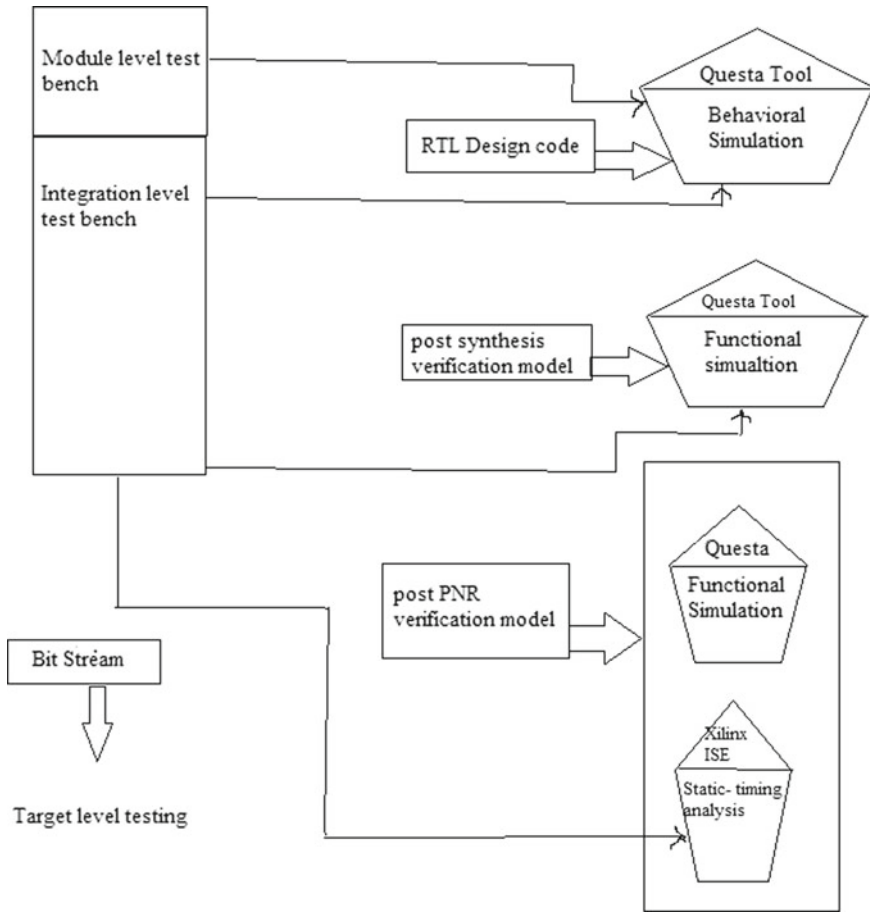 Module level test
bench
Questa Tool
Behavioral
Simulation
RTL Design code
Integration level
test bench
Questa Tool
Functional
simualtion
post synthesis
verification model
Questa
Functional
Simulation
post PNR
verification model
Bit Stream
Target level testing
Xilinx
ISE
Static- timing
analysis